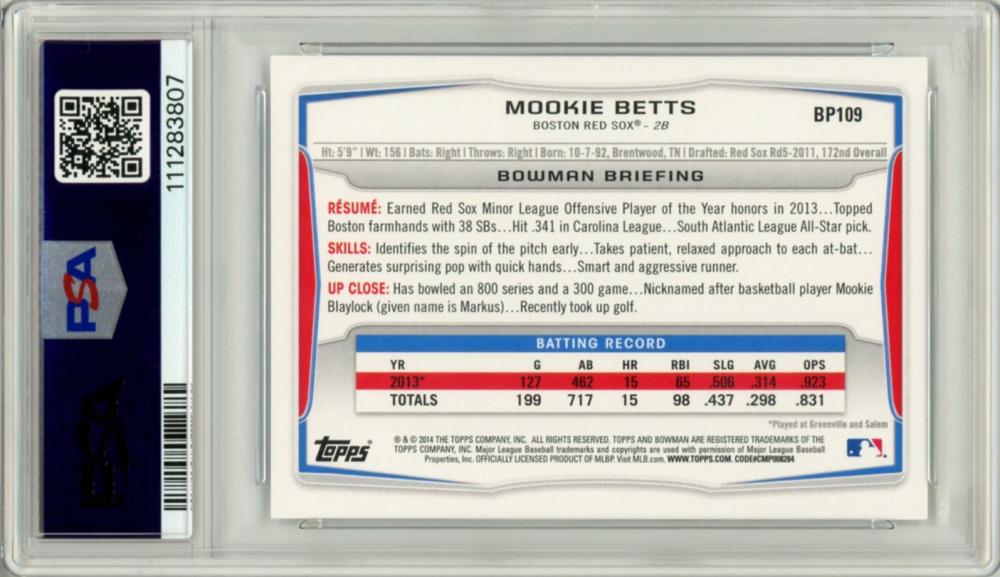 111283807
PSA
PSA
MOOKIE BETTS
BOSTON RED SOX® - 2B
BP109
Ht: 5'9" | Wt: 156 | Bats: Right | Throws: Right | Born: 10-7-92, Brentwood, TN | Drafted: Red Sox Rd5-2011, 172nd Overall
BOWMAN BRIEFING
RÉSUMÉ: Earned Red Sox Minor League Offensive Player of the Year honors in 2013...Topped
Boston farmhands with 38 SBs...Hit .341 in Carolina League...South Atlantic League All-Star pick.
SKILLS: Identifies the spin of the pitch early...Takes patient, relaxed approach to each at-bat...
Generates surprising pop with quick hands...Smart and aggressive runner.
UP CLOSE: Has bowled an 800 series and a 300 game...Nicknamed after basketball player Mookie
Blaylock (given name is Markus)...Recently took up golf.
BATTING RECORD
YR G AB HR RBI SLG AVG OPS
2013* 127 462 15 65 .506 .314 .923
TOTALS 199 717 15 98 .437 .298 .831
*Played at Greenville and Salem
Topps
® & © 2014 THE TOPPS COMPANY, INC. ALL RIGHTS RESERVED. TOPPS AND BOWMAN ARE REGISTERED TRADEMARKS OF THE
TOPPS COMPANY, INC. Major League Baseball trademarks and copyrights are used with permission of Major League Baseball
Properties, Inc. OFFICIALLY LICENSED PRODUCT OF MLBP. Visit MLB.com. WWW.TOPPS.COM. CODE#CMP008284